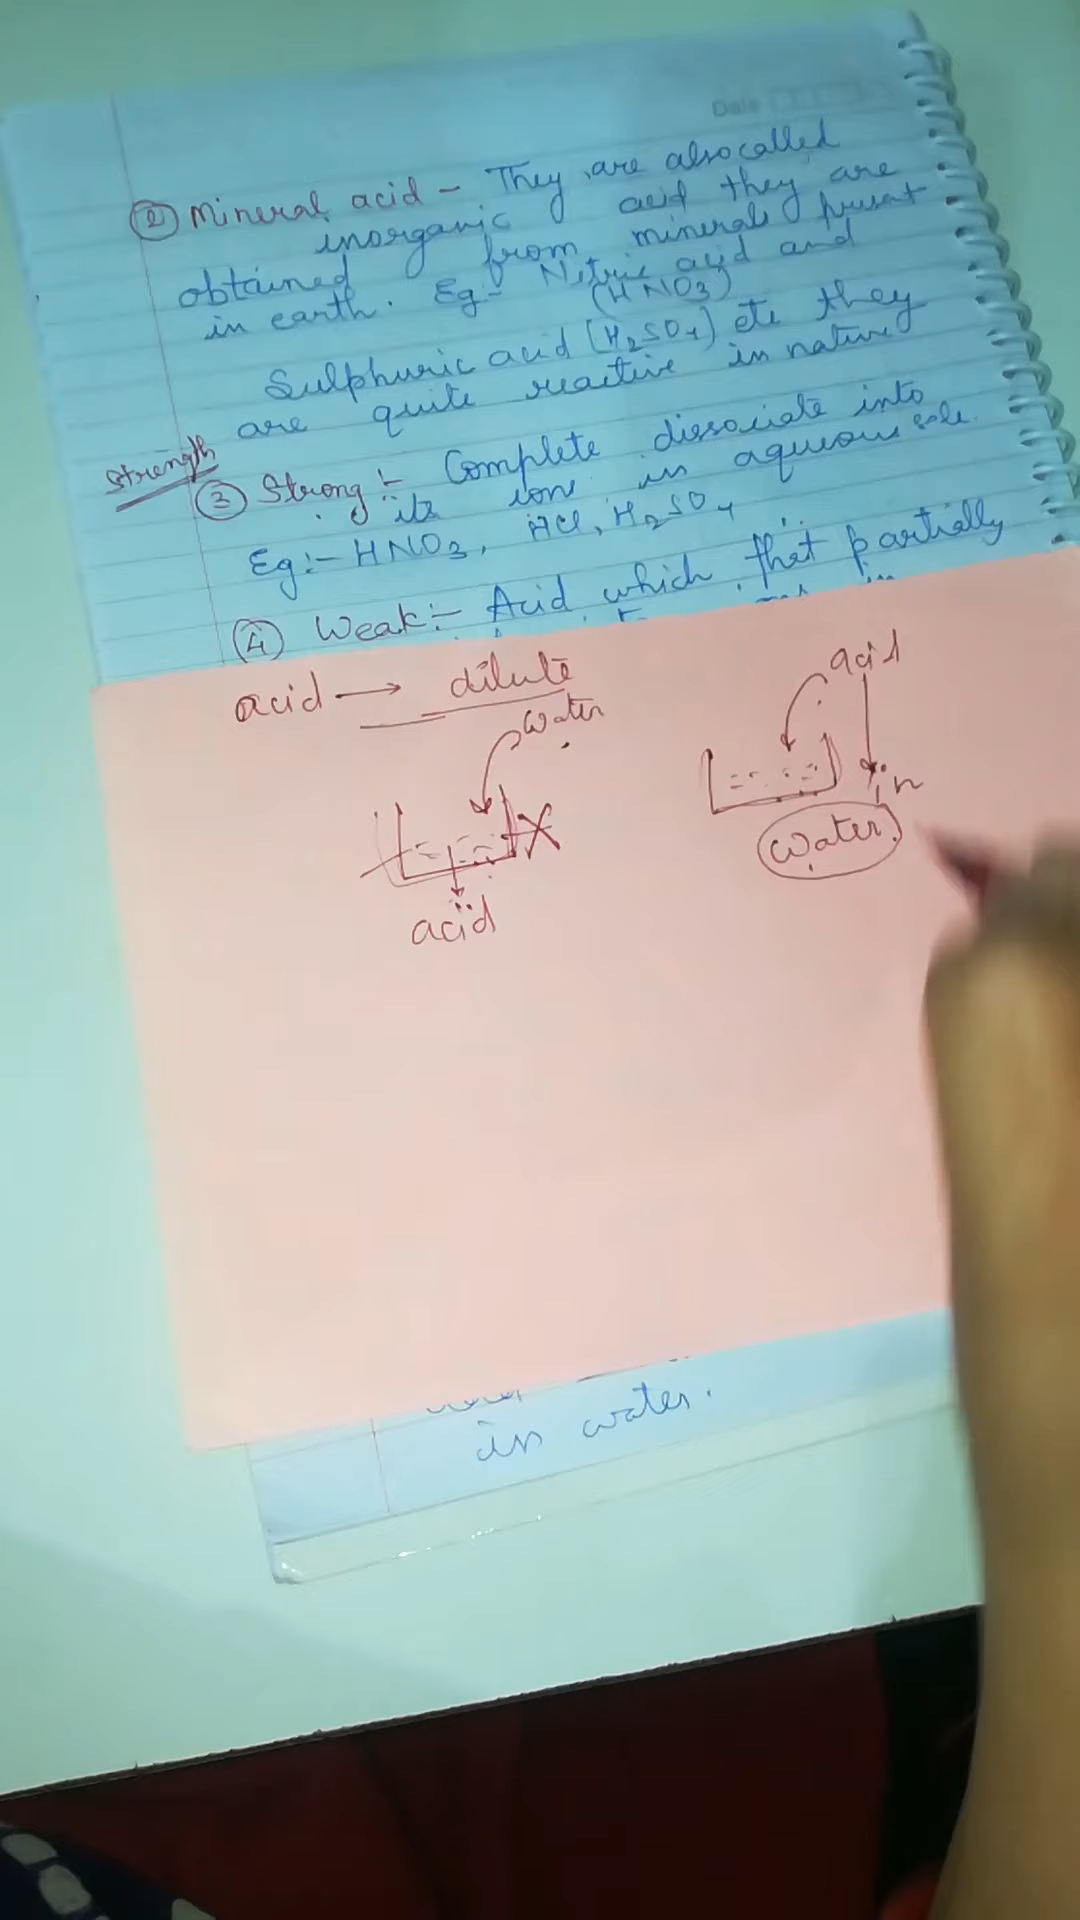 Date
② Mineral acid - They are also called
inorganic acid they are
obtained from minerals present
in earth. Eg:- Nitric acid and
(HNO3)
Sulphuric acid [H2SO4] etc they
are quite reactive in nature
Strength
③ Strong:- Complete dissociate into
its ions in aqueous sole.
Eg:- HNO3, HCl, H2SO4
④ Weak:- Acid which that partially
acid → dilute
water
X
acid
acid
in
water
in water.